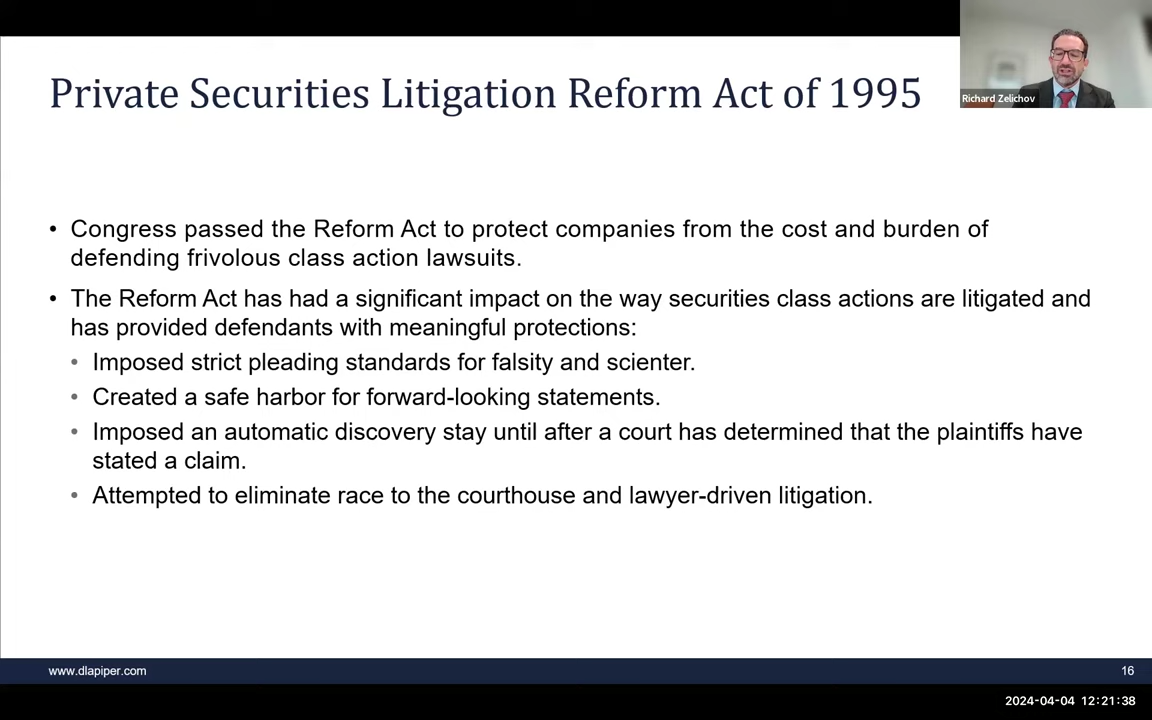 Private Securities Litigation Reform Act of 1995
Richard Zelichov
• Congress passed the Reform Act to protect companies from the cost and burden of
defending frivolous class action lawsuits.
• The Reform Act has had a significant impact on the way securities class actions are litigated and
has provided defendants with meaningful protections:
• Imposed strict pleading standards for falsity and scienter.
• Created a safe harbor for forward-looking statements.
• Imposed an automatic discovery stay until after a court has determined that the plaintiffs have
stated a claim.
• Attempted to eliminate race to the courthouse and lawyer-driven litigation.
www.dlapiper.com
16
2024-04-04 12:21:38